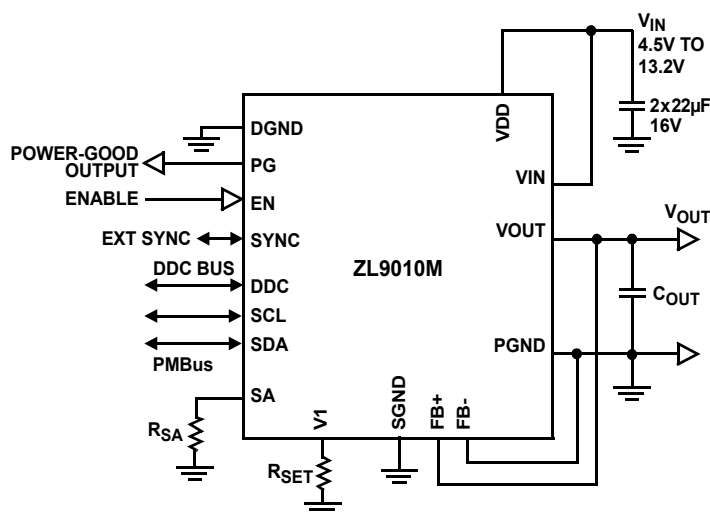 VIN
4.5V TO
13.2V
2x22µF
16V
VDD
DGND
POWER-GOOD
OUTPUT
PG
VIN
ENABLE
EN
VOUT
VOUT
EXT SYNC
SYNC
ZL9010M
DDC BUS
DDC
COUT
SCL
SDA
PGND
PMBus
SA
V1
SGND
FB+
FB-
RSA
RSET